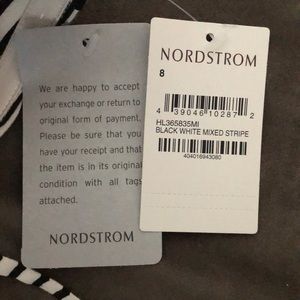 We are happy to accept
your exchange or return to
original form of payment.
Please be sure that you
have your receipt and that
the item is in its original
condition with all tags
attached.
NORDSTROM
NORDSTROM
8
4 39046 10287 2
HL365835MI
BLACK WHITE MIXED STRIPE
404016943080